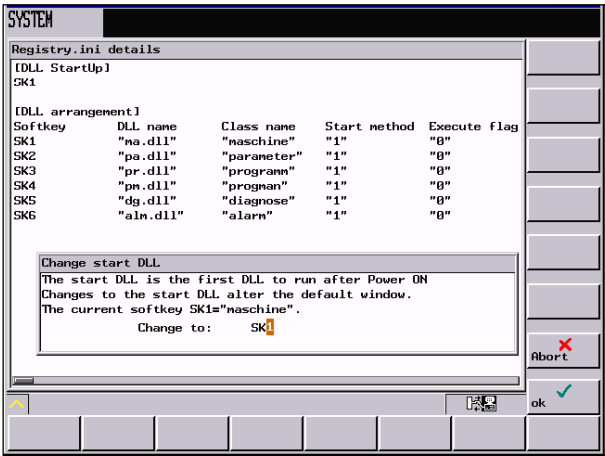 SYSTEM
Registry.ini details
[DLL StartUp]
SK1
[DLL arrangement]
Softkey DLL name Class name Start method Execute flag
SK1 "ma.dll" "maschine" "1" "0"
SK2 "pa.dll" "parameter" "1" "0"
SK3 "pr.dll" "programm" "1" "0"
SK4 "pm.dll" "progman" "1" "0"
SK5 "dg.dll" "diagnose" "1" "0"
SK6 "alm.dll" "alarm" "1" "0"
Change start DLL
The start DLL is the first DLL to run after Power ON
Changes to the start DLL alter the default window.
The current softkey SK1="maschine".
Change to: SK1
Abort
ok